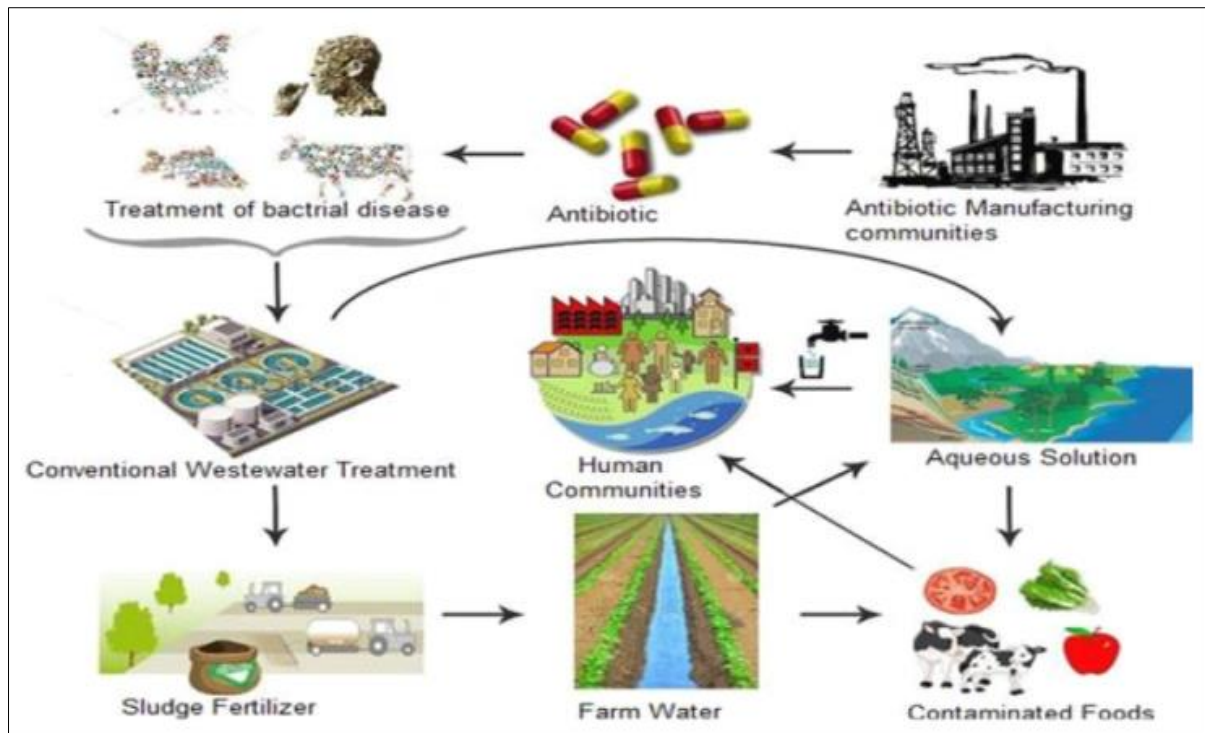 Treatment of bactrial disease
Antibiotic
Antibiotic Manufacturing
communities
Conventional Westewater Treatment
Human
Communities
Aqueous Solution
Sludge Fertilizer
Farm Water
Contaminated Foods